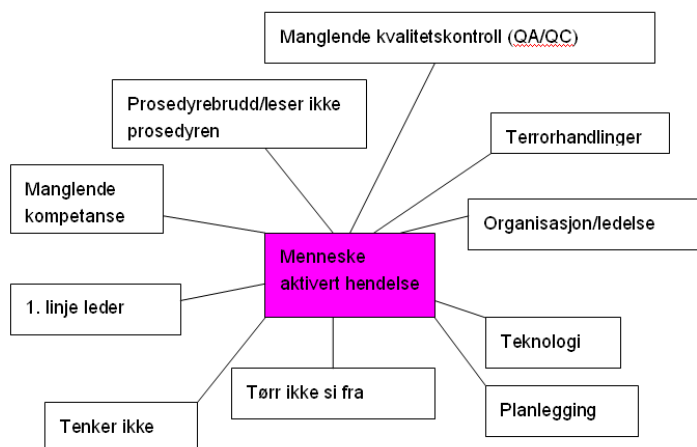 Manglende kvalitetskontroll (QA/QC)
Prosedyrebrudd/leser ikke
prosedyren
Terrorhandlinger
Manglende
kompetanse
Organisasjon/ledelse
Menneske
aktivert hendelse
1. linje leder
Teknologi
Tørr ikke si fra
Planlegging
Tenker ikke